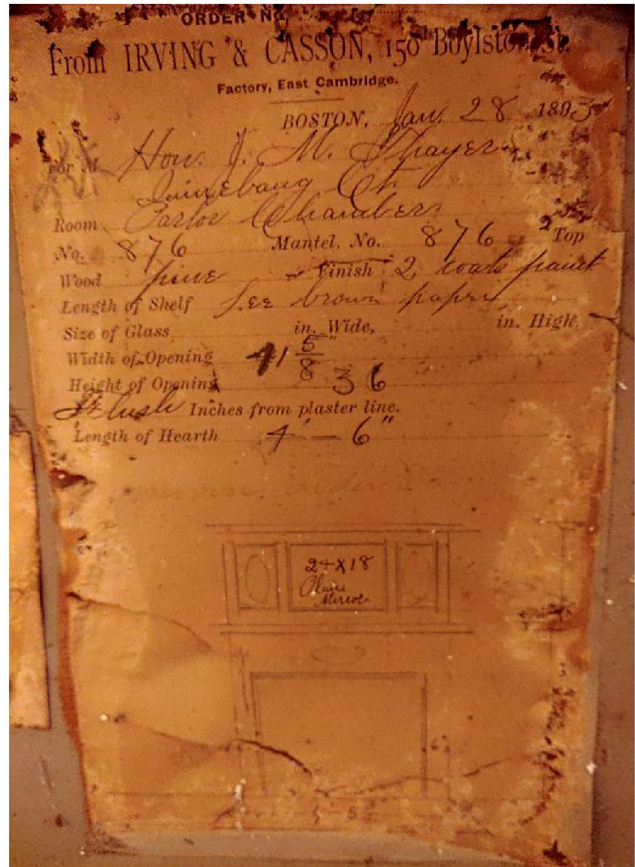 ORDER No.
From IRVING & CASSON, 150 Boylston St.
Factory, East Cambridge.
BOSTON, Jan. 28 1895
For M Hon. J. M. Thayer
Quinebaug Ct.
Room Parlor Chamber
No. 876 Mantel, No. 876 Top
Wood pine Finish 2 coats paint
Length of Shelf See brown paper
Size of Glass in. Wide, in. High,
Width of Opening 41 5/8"
Height of Opening 36
Flush Inches from plaster line.
Length of Hearth 4' - 6"
24 x 18
Mirror